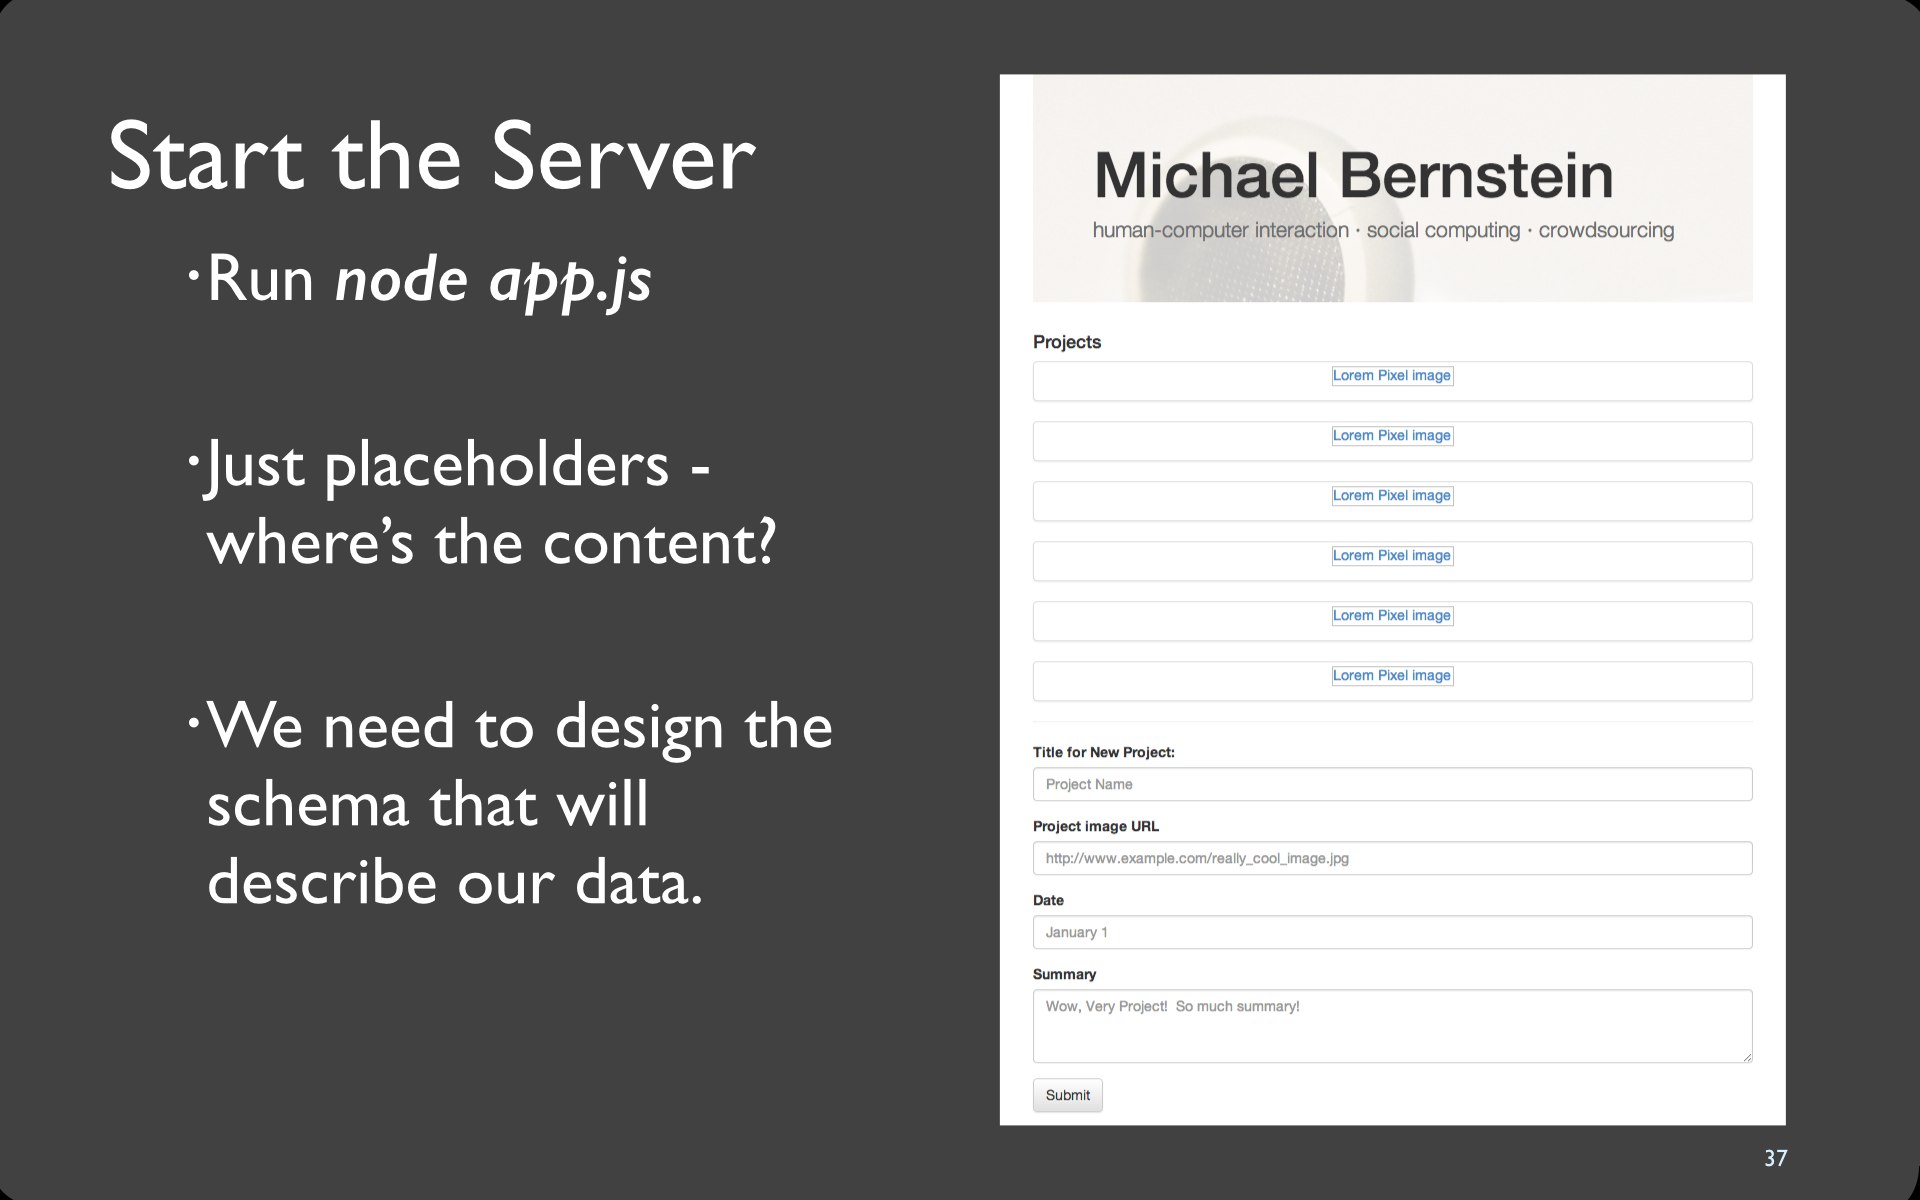 Start the Server
·Run node app.js
·Just placeholders -
where’s the content?
·We need to design the
schema that will
describe our data.
Michael Bernstein
human-computer interaction · social computing · crowdsourcing
Projects
Lorem Pixel image
Lorem Pixel image
Lorem Pixel image
Lorem Pixel image
Lorem Pixel image
Lorem Pixel image
Title for New Project:
Project Name
Project image URL
http://www.example.com/really_cool_image.jpg
Date
January 1
Summary
Wow, Very Project!  So much summary!
Submit
37